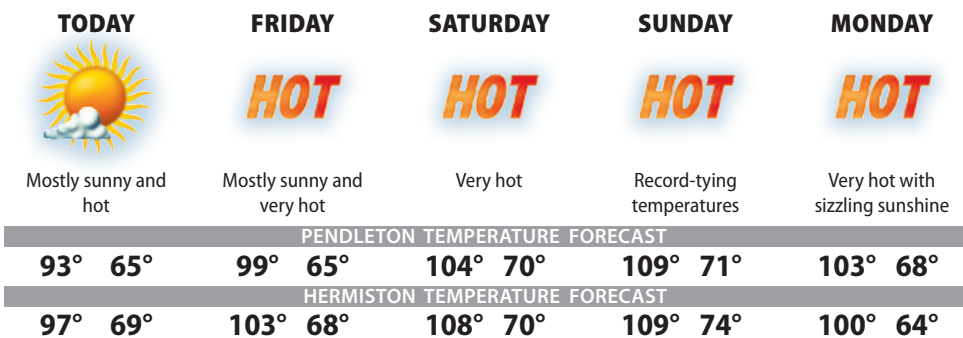 TODAY FRIDAY SATURDAY SUNDAY MONDAY
HOT HOT HOT HOT
Mostly sunny and hot
Mostly sunny and very hot
Very hot
Record-tying temperatures
Very hot with sizzling sunshine
PENDLETON TEMPERATURE FORECAST
93° 65° 99° 65° 104° 70° 109° 71° 103° 68°
HERMISTON TEMPERATURE FORECAST
97° 69° 103° 68° 108° 70° 109° 74° 100° 64°